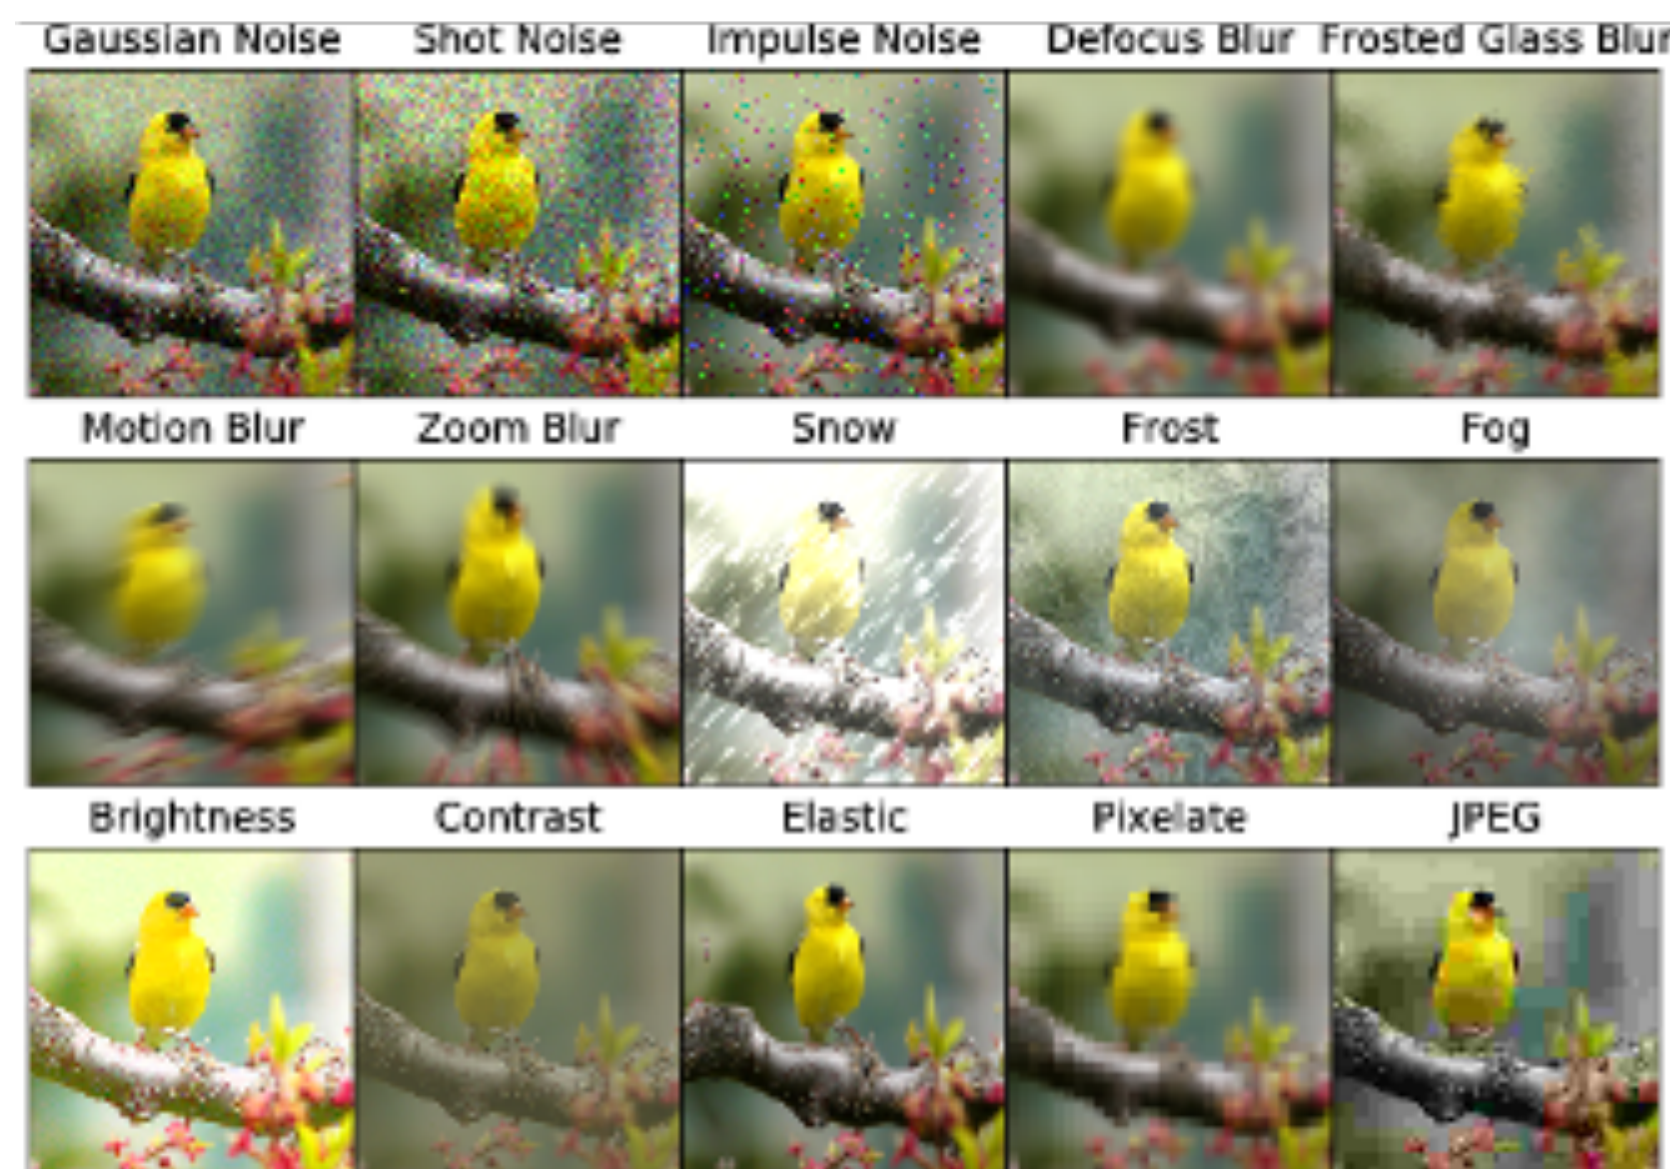 Gaussian Noise Shot Noise Impulse Noise Defocus Blur Frosted Glass Blur
Motion Blur Zoom Blur Snow Frost Fog
Brightness Contrast Elastic Pixelate JPEG